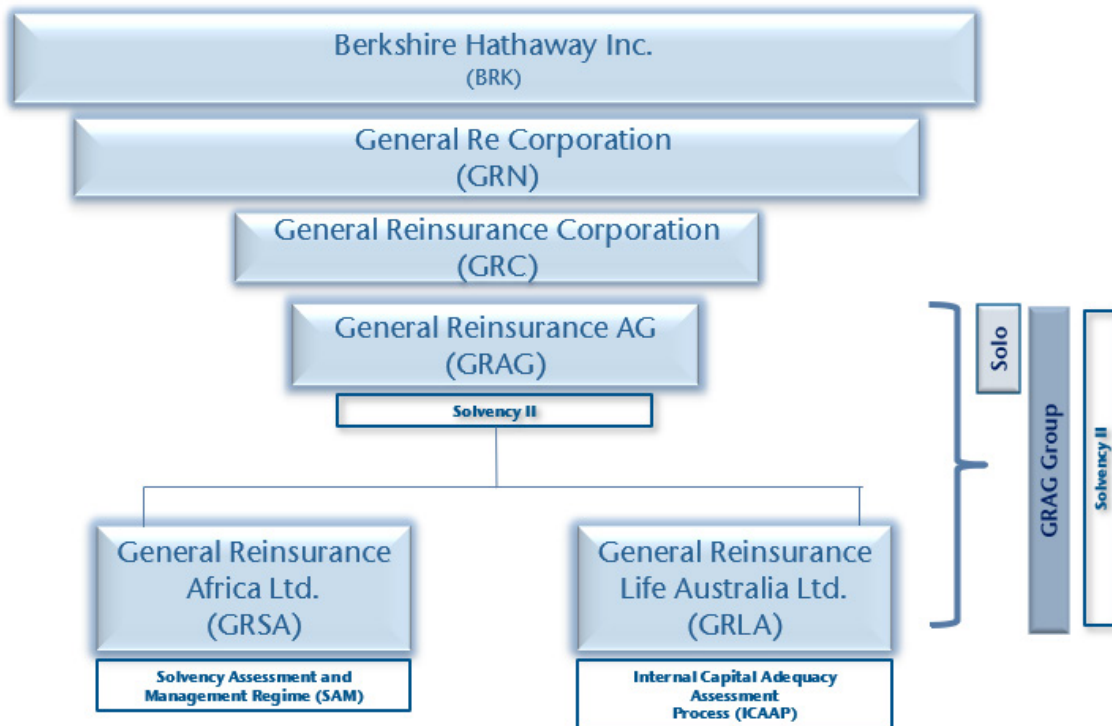 Berkshire Hathaway Inc.
(BRK)
General Re Corporation
(GRN)
General Reinsurance Corporation
(GRC)
General Reinsurance AG
(GRAG)
Solvency II
General Reinsurance
Africa Ltd.
(GRSA)
Solvency Assessment and
Management Regime (SAM)
General Reinsurance
Life Australia Ltd.
(GRLA)
Internal Capital Adequacy
Assessment
Process (ICAAP)
Solo
GRAG Group
Solvency II